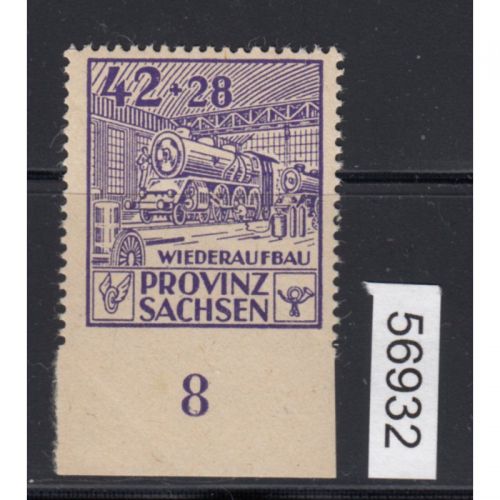 42+28
WIEDERAUFBAU
PROVINZ
SACHSEN
8
56932